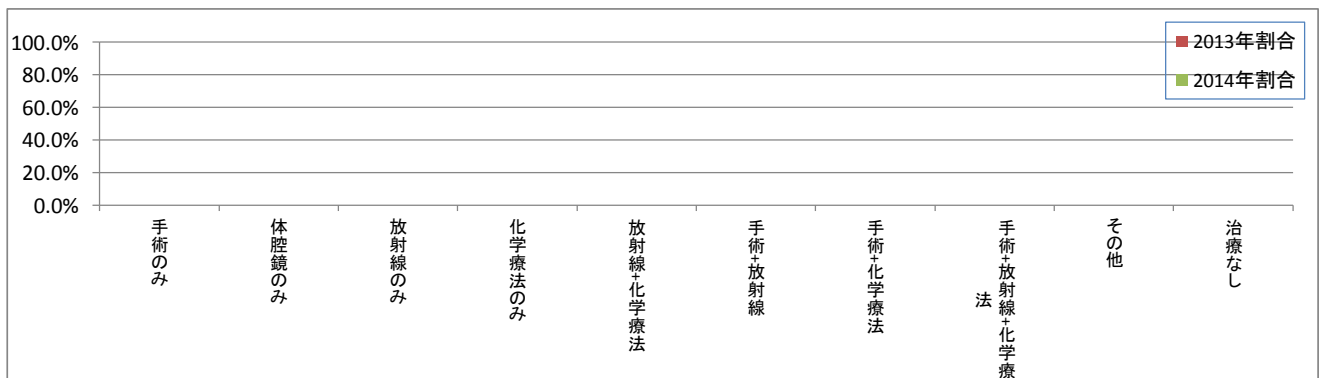 2013年割合
2014年割合
100.0%
80.0%
60.0%
40.0%
20.0%
0.0%
手術のみ
体腔鏡のみ
放射線のみ
化学療法のみ
放射線+化学療法
手術+放射線
手術+化学療法
手術+放射線+化学療
法
その他
治療なし